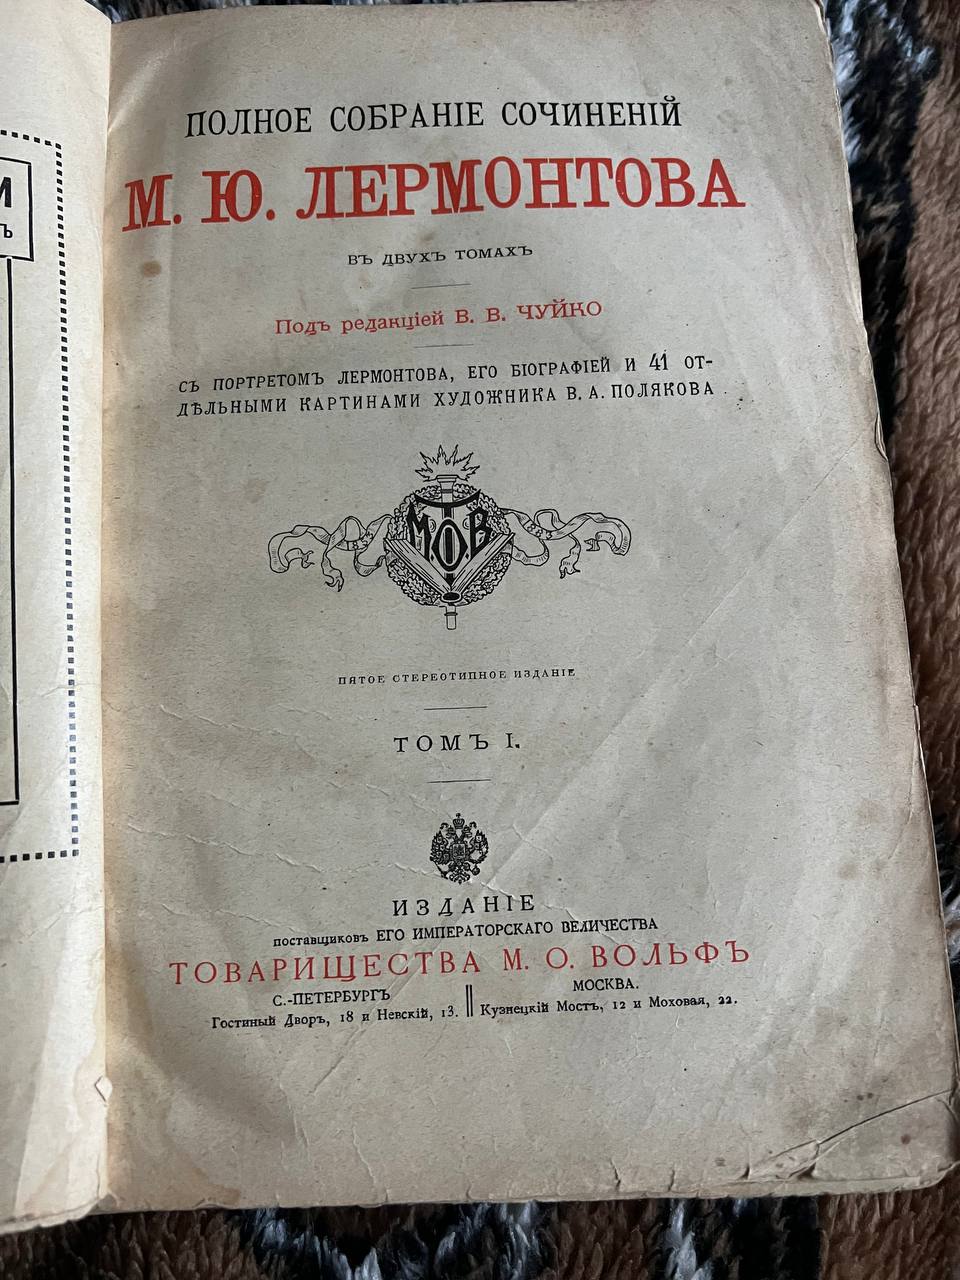 И
Ъ
ПОЛНОЕ СОБРАНІЕ СОЧИНЕНІЙ
М. Ю. ЛЕРМОНТОВА
ВЪ ДВУХЪ ТОМАХЪ
Подъ редакціей В. В. ЧУЙКО
СЪ ПОРТРЕТОМЪ ЛЕРМОНТОВА, ЕГО БІОГРАФІЕЙ И 41 ОТ-
ДѢЛЬНЫМИ КАРТИНАМИ ХУДОЖНИКА В. А. ПОЛЯКОВА
Т
М.О.В
ПЯТОЕ СТЕРЕОТИПНОЕ ИЗДАНІЕ
ТОМЪ I.
ИЗДАНІЕ
поставщиковъ ЕГО ИМПЕРАТОРСКАГО ВЕЛИЧЕСТВА
ТОВАРИЩЕСТВА М. О. ВОЛЬФЪ
С.-ПЕТЕРБУРГЪ
Гостиный Дворъ, 18 и Невскій, 13.
МОСКВА.
Кузнецкій Мостъ, 12 и Моховая, 22.